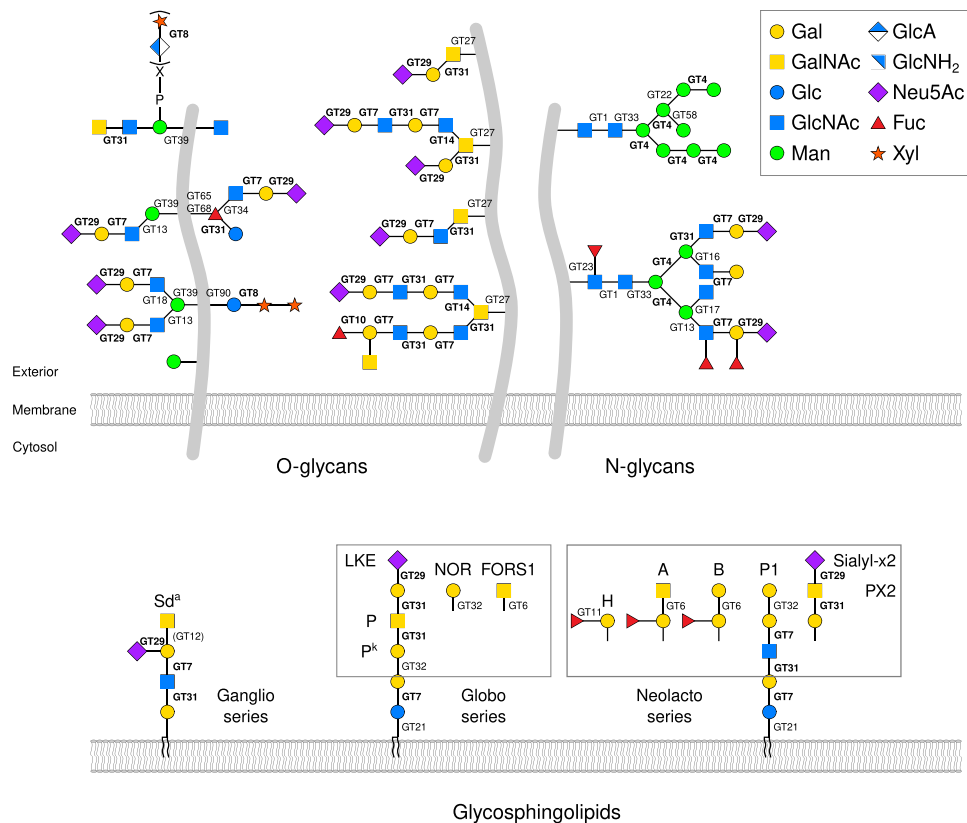 GT8
X
P
GT31
GT39
GT39
GT65
GT68
GT7
GT29
GT34
GT31
GT29
GT7
GT13
GT29
GT7
GT18
GT39
GT90
GT8
GT13
GT29
GT7
GT27
GT29
GT31
GT29
GT7
GT31
GT7
GT14
GT27
GT31
GT29
GT27
GT29
GT7
GT31
GT29
GT7
GT31
GT7
GT14
GT27
GT31
GT10
GT7
GT31
GT7
GT4
GT22
GT1
GT33
GT4
GT58
GT4
GT4
GT4
GT7
GT29
GT31
GT23
GT4
GT16
GT7
GT1
GT33
GT4
GT17
GT13
GT7
GT29
Gal
GlcA
GalNAc
GlcNH₂
Glc
Neu5Ac
GlcNAc
Fuc
Man
Xyl
Exterior
Membrane
Cytosol
O-glycans
N-glycans
Sdᵃ
(GT12)
GT29
GT7
GT31
Ganglio
series
LKE
GT29
NOR
FORS1
GT32
GT6
GT31
P
GT31
Pᵏ
GT32
GT7
GT21
Globo
series
H
A
B
P1
Sialyl-x2
GT29
PX2
GT11
GT6
GT6
GT32
GT31
GT7
GT31
GT7
GT21
Neolacto
series
Glycosphingolipids